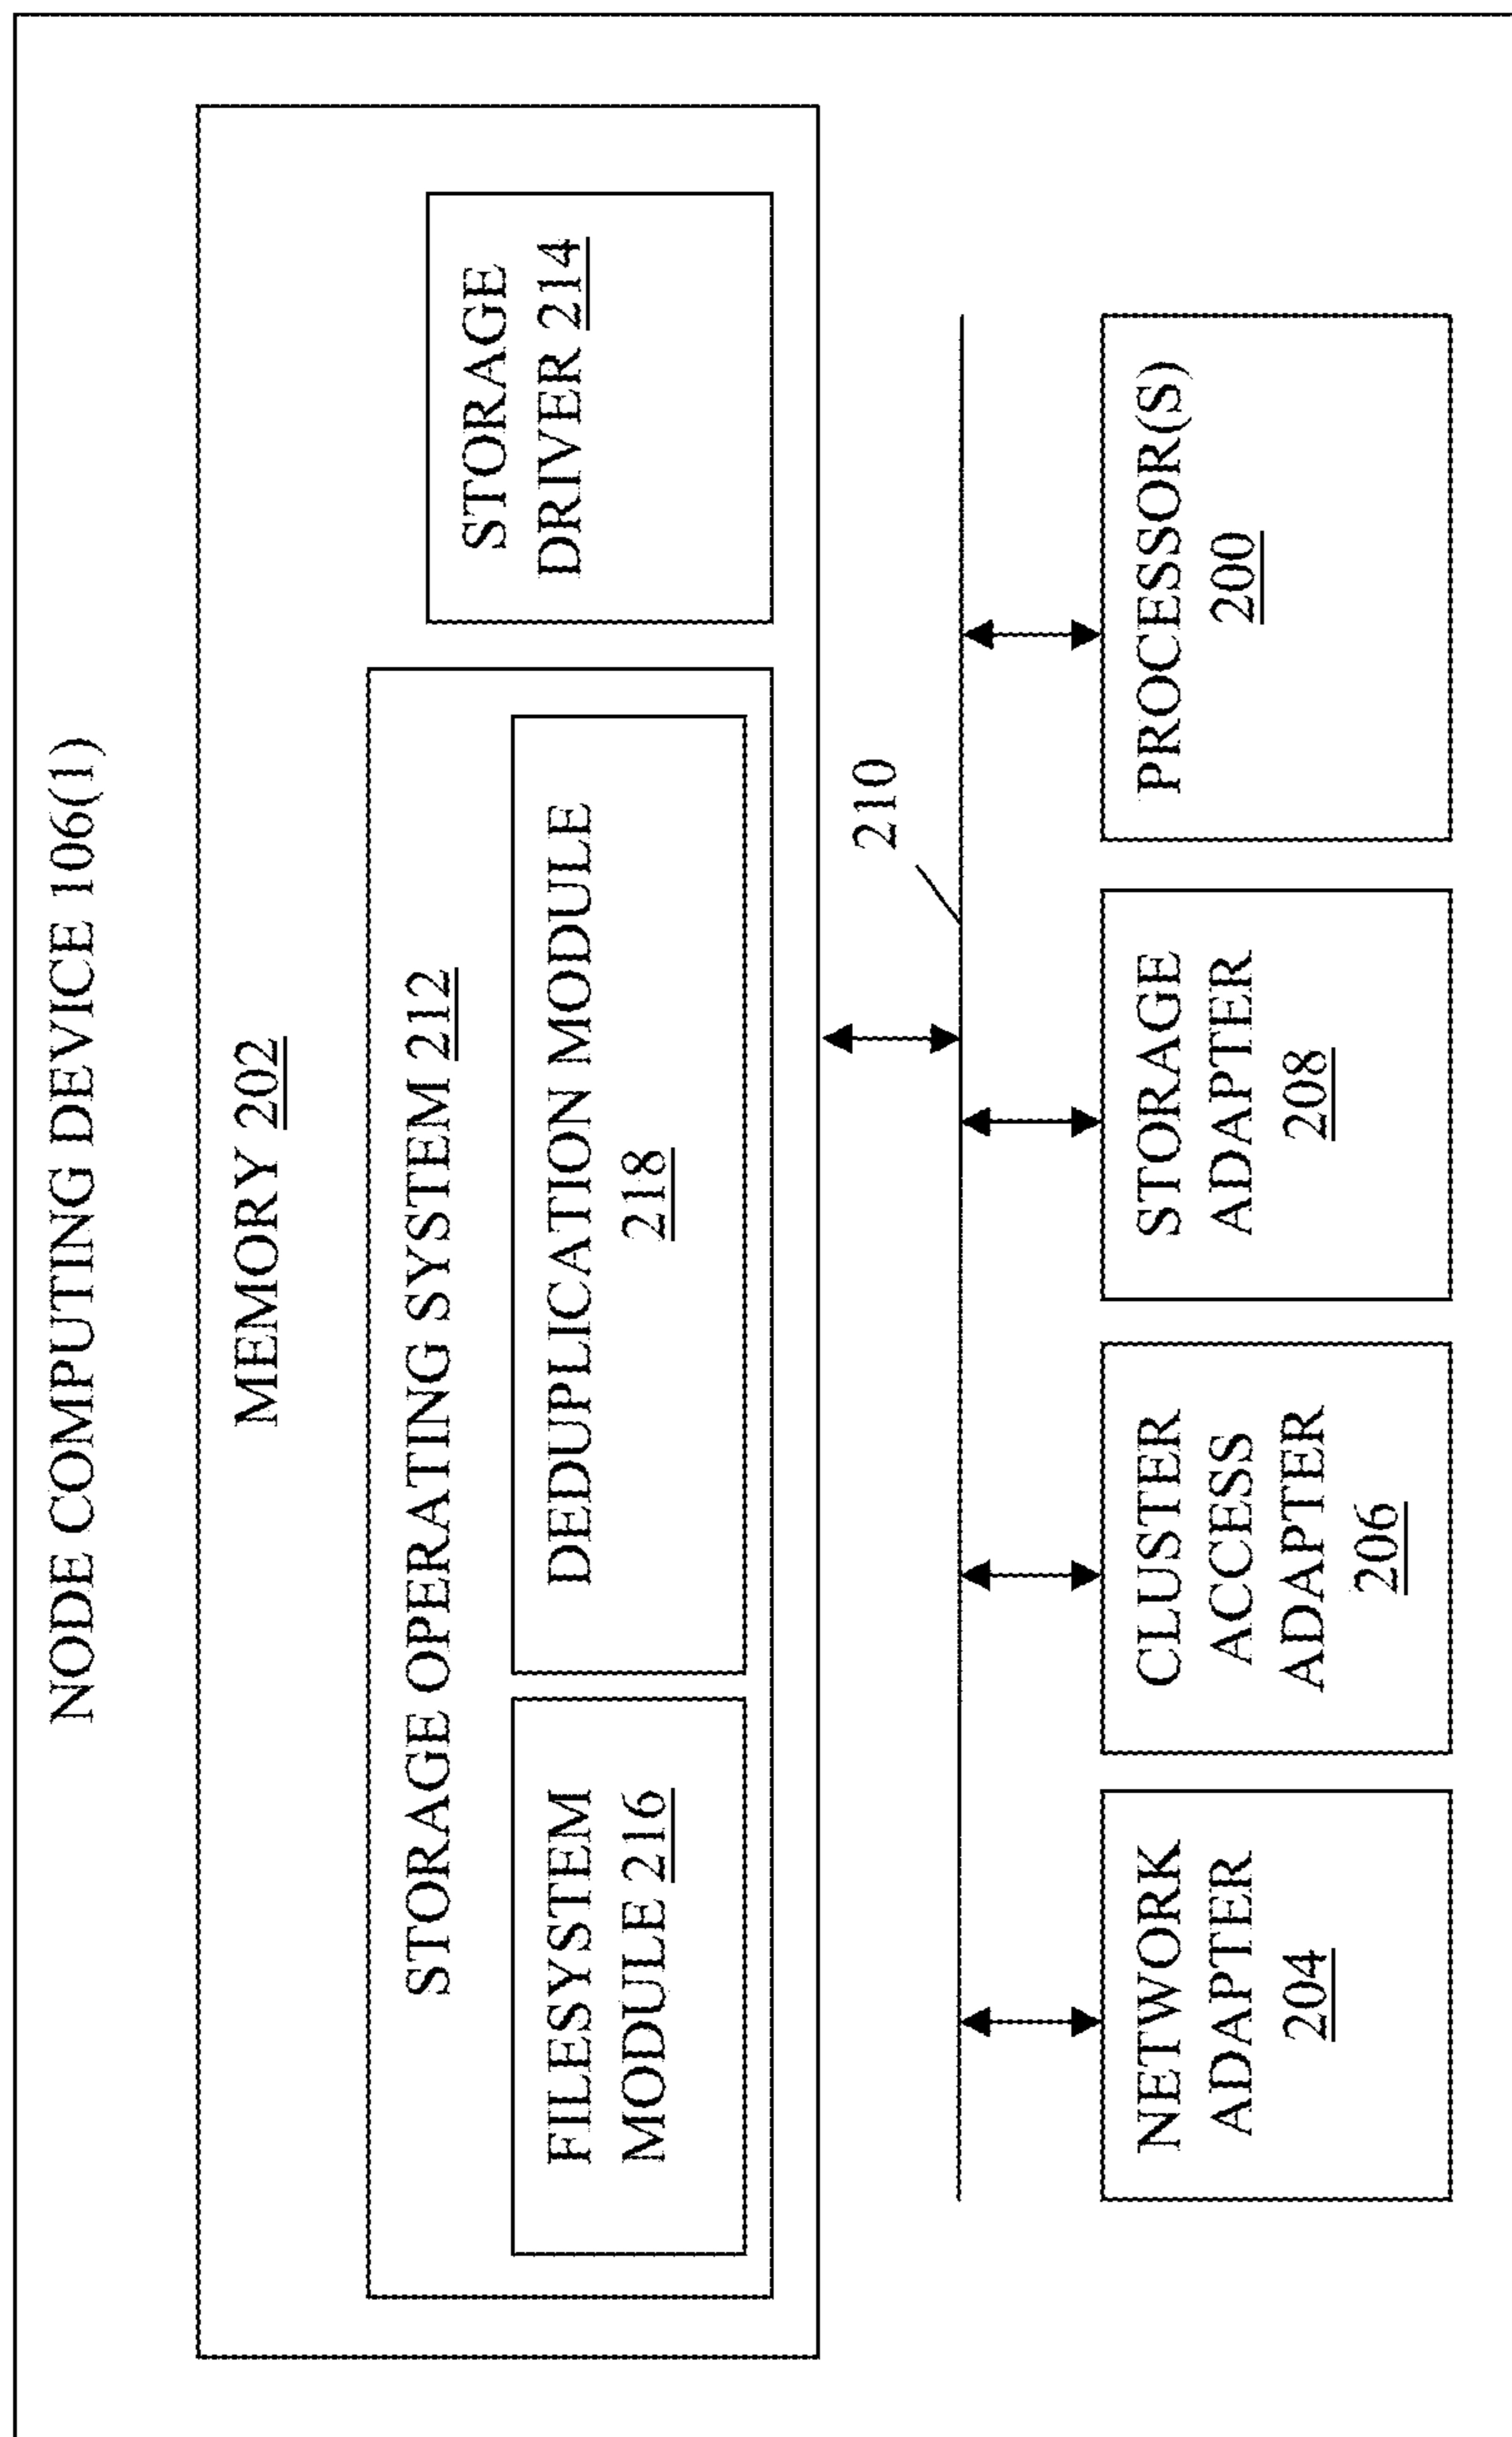 NODE COMPUTING DEVICE 106(1)
MEMORY 202
STORAGE OPERATING SYSTEM 212
FILESYSTEM
MODULE 216
DEDUPLICATION MODULE
218
STORAGE
DRIVER 214
210
NETWORK
ADAPTER
204
CLUSTER
ACCESS
ADAPTER
206
STORAGE
ADAPTER
208
PROCESSOR(S)
200